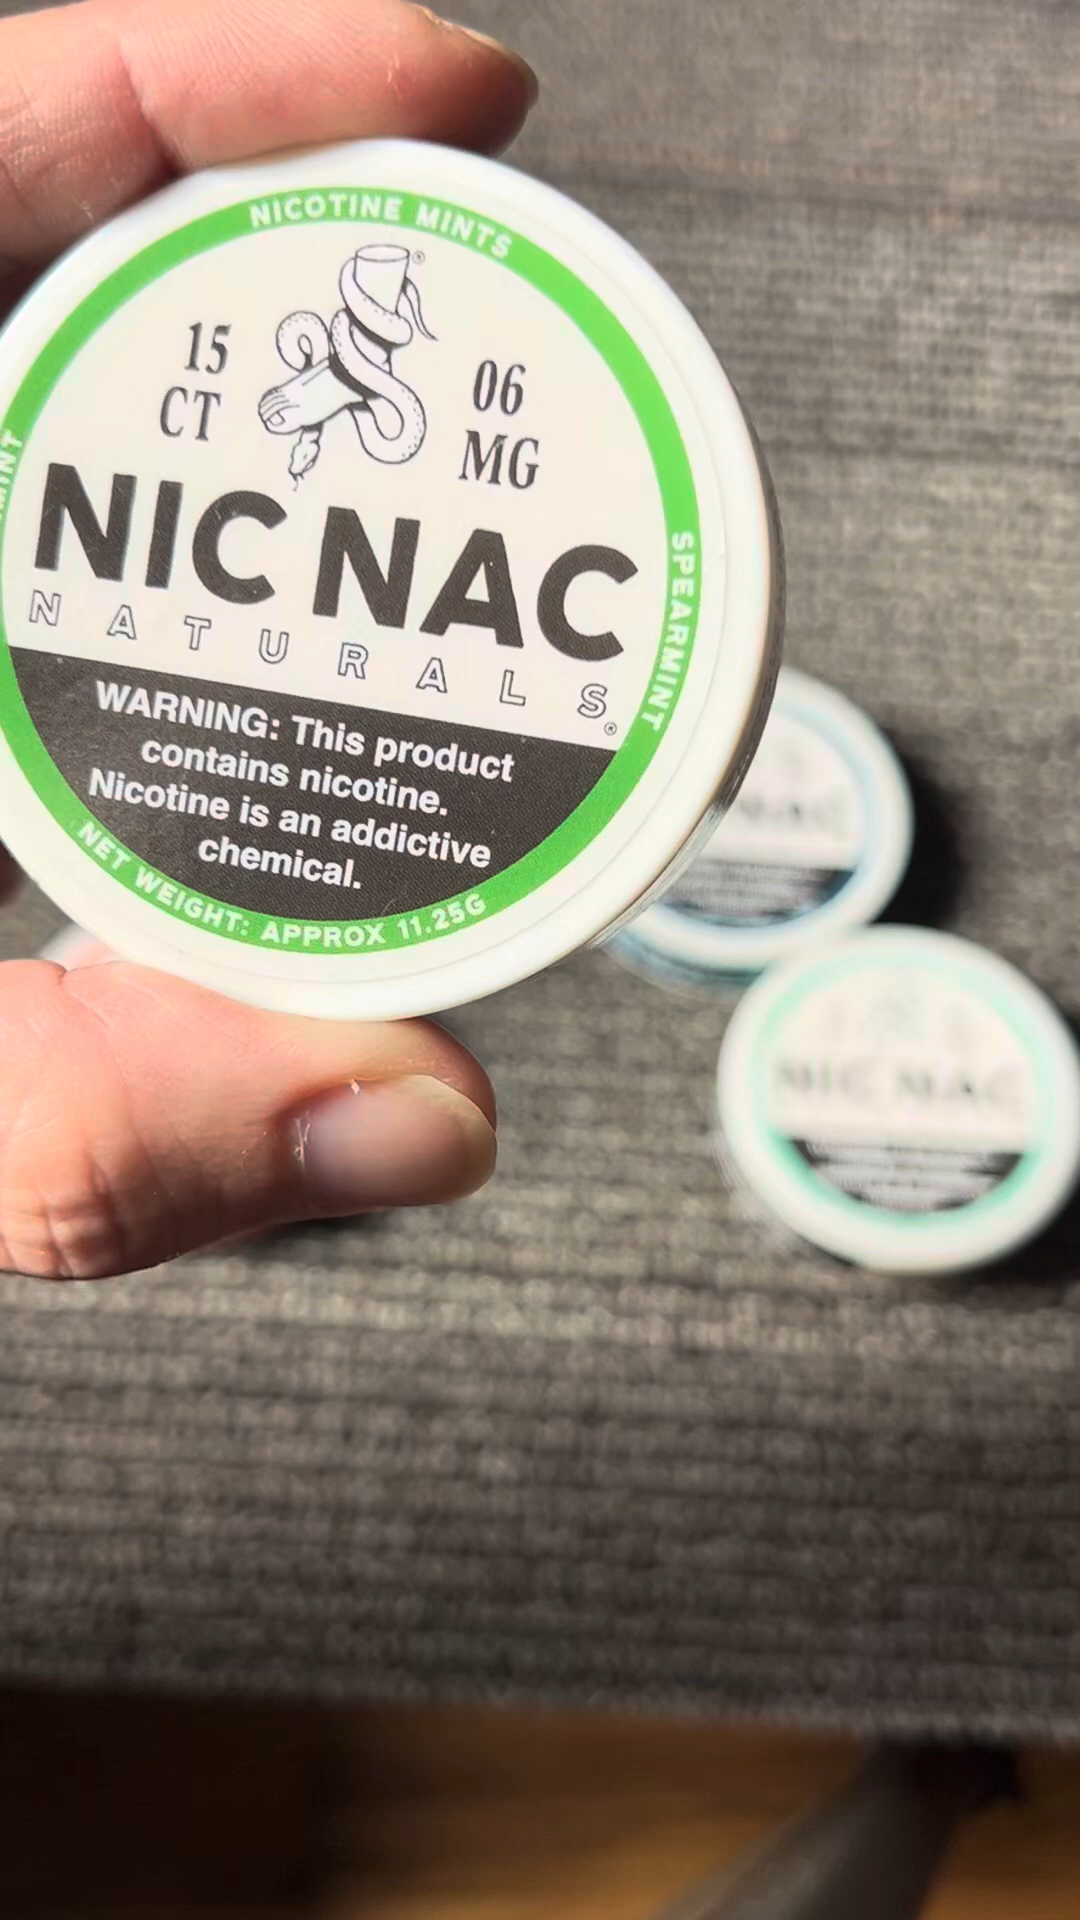 NICOTINE MINTS
®
15
CT
06
MG
NIC NAC
NATURALS®
SPEARMINT
WARNING: This product
contains nicotine.
Nicotine is an addictive
chemical.
NET WEIGHT: APPROX 11.25G
NIC NAC